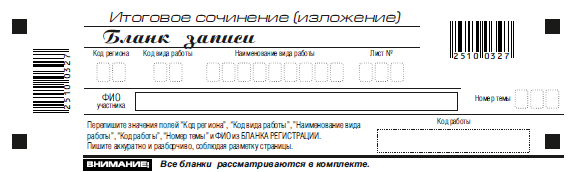 Итоговое сочинение (изложение)
Бланк записи
Код региона Код вида работы Наименование вида работы Лист №
2510 0327
2510 0327
ФИО участника
Номер темы
Перепишите значения полей "Код региона", "Код вида работы", "Наименование вида
работы", "Код работы", "Номер темы" и ФИО из БЛАНКА РЕГИСТРАЦИИ.
Пишите аккуратно и разборчиво, соблюдая разметку страницы.
Код работы
ВНИМАНИЕ! Все бланки рассматриваются в комплекте.